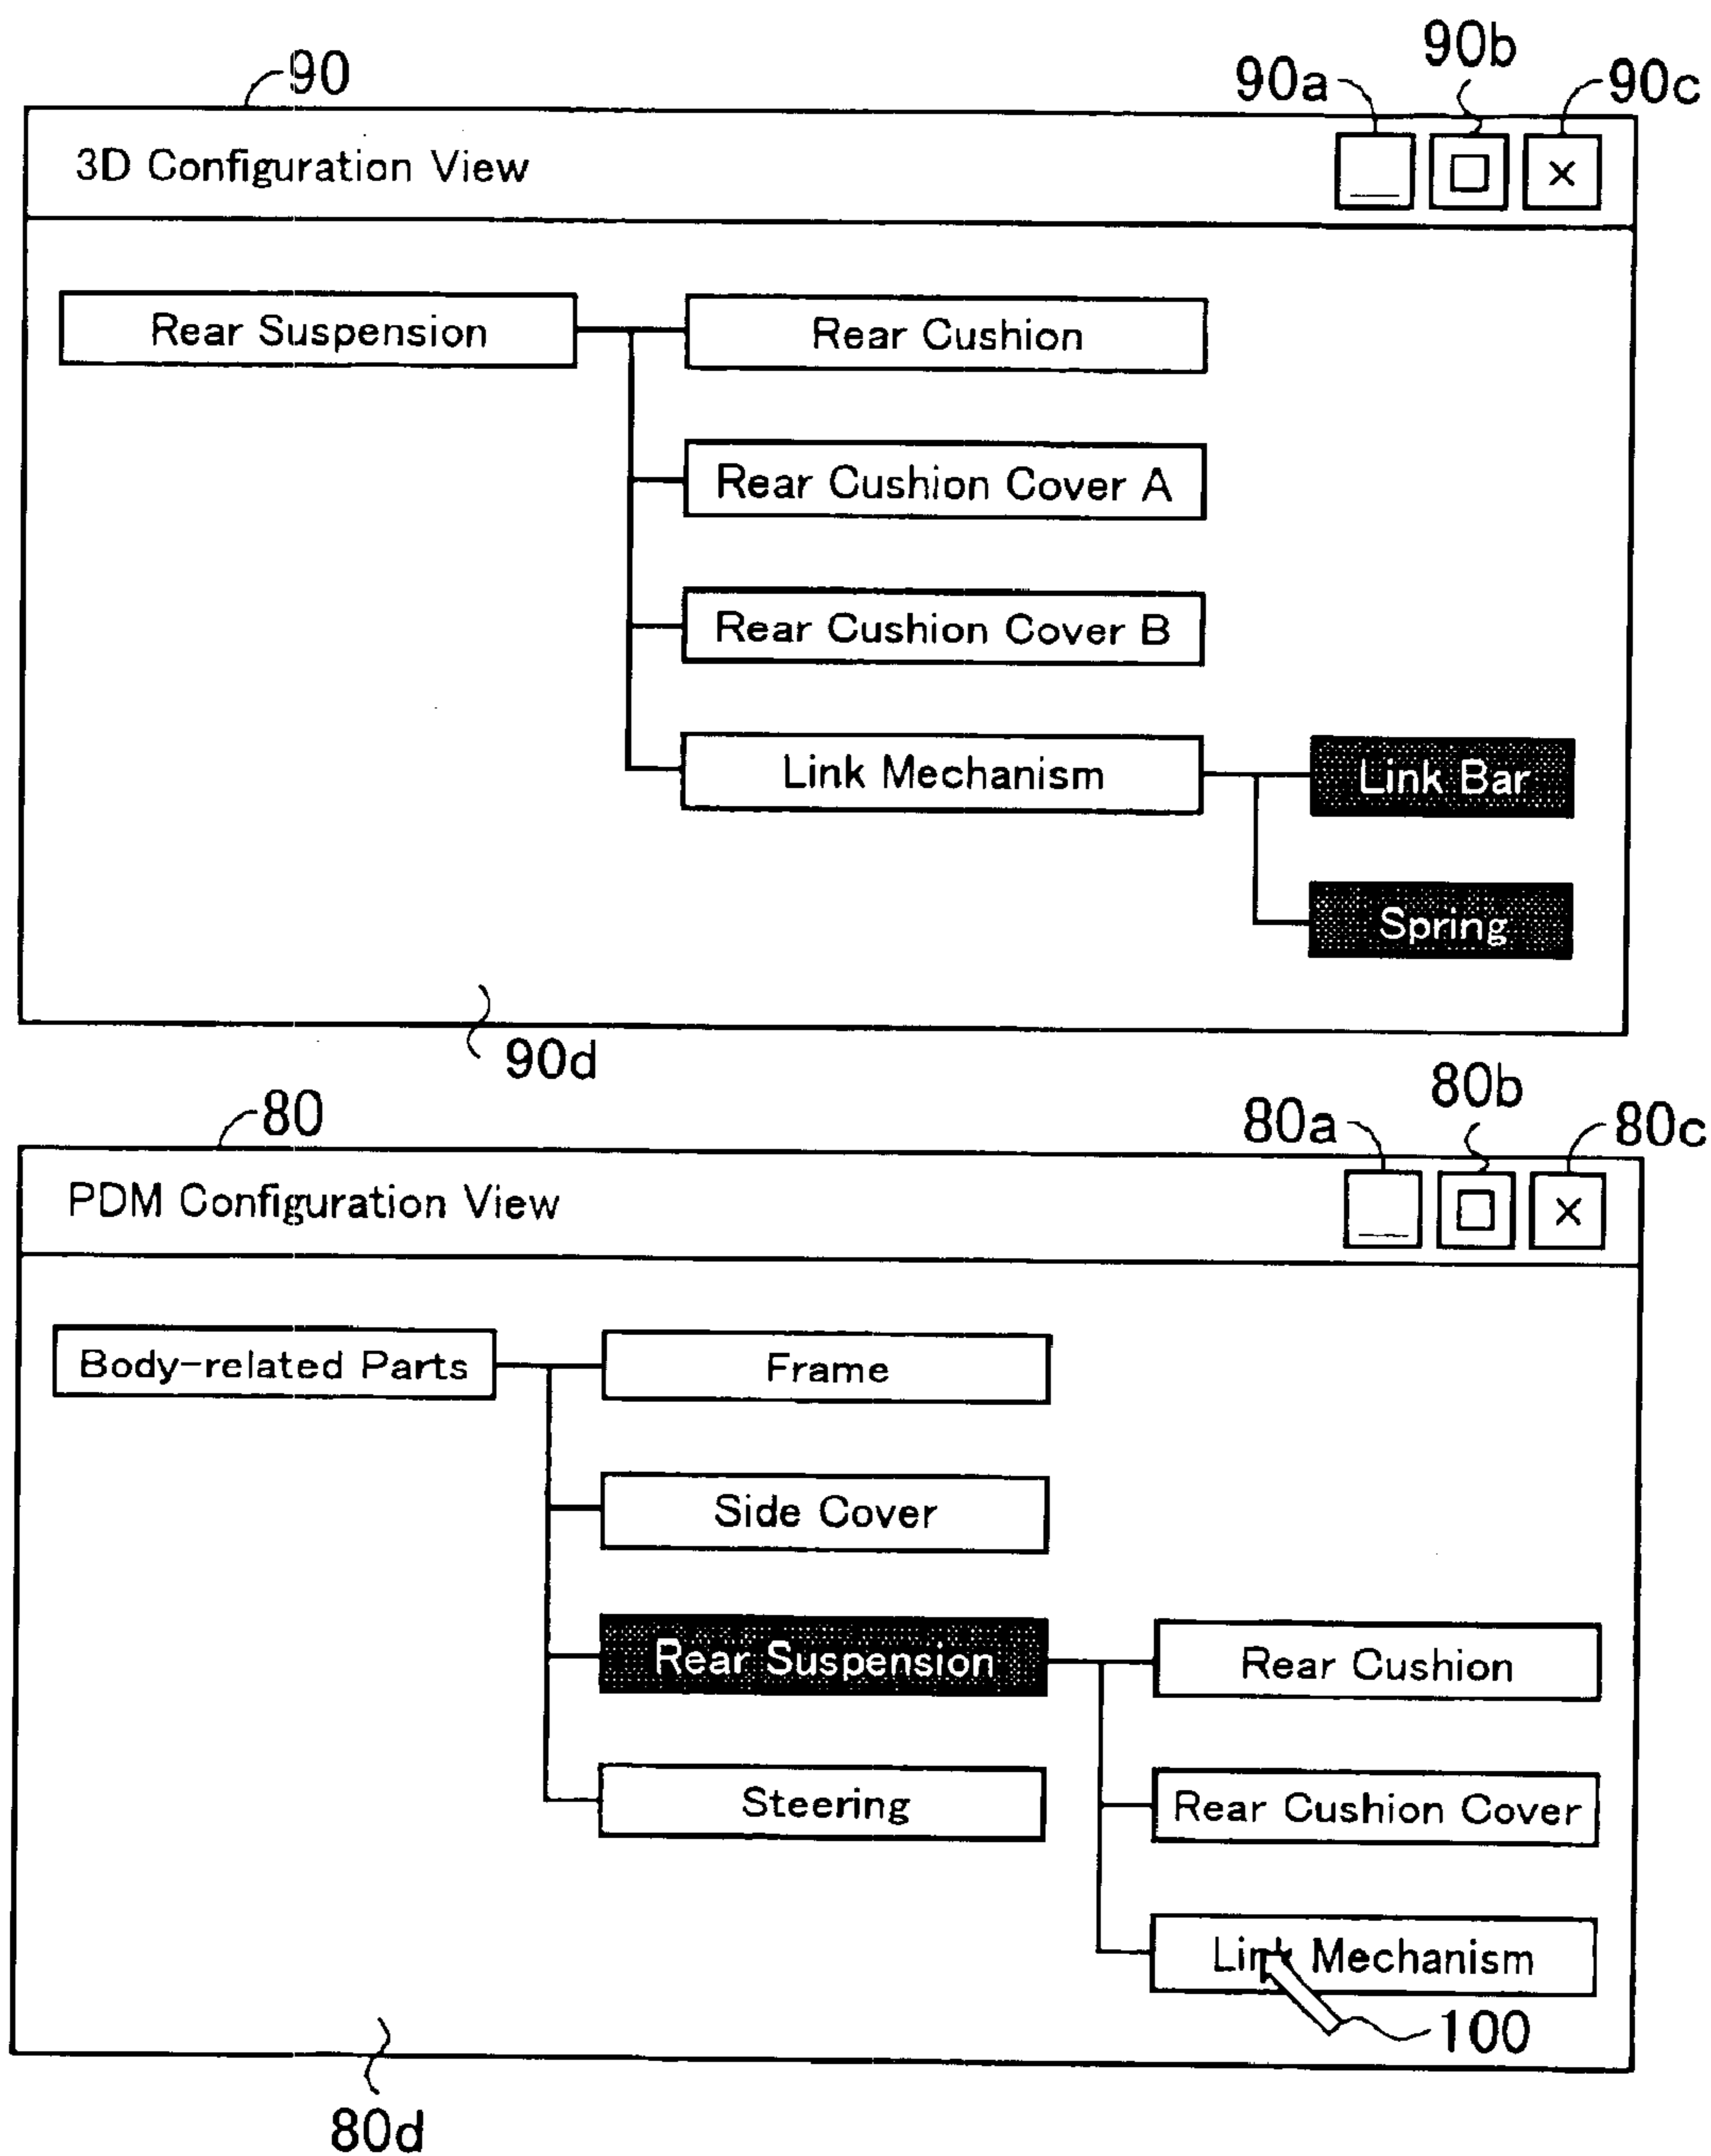 90
90a
90b
90c
3D Configuration View
Rear Suspension
Rear Cushion
Rear Cushion Cover A
Rear Cushion Cover B
Link Mechanism
Link Bar
Spring
90d
80
80a
80b
80c
PDM Configuration View
Body-related Parts
Frame
Side Cover
Rear Suspension
Rear Cushion
Steering
Rear Cushion Cover
Link Mechanism
100
80d